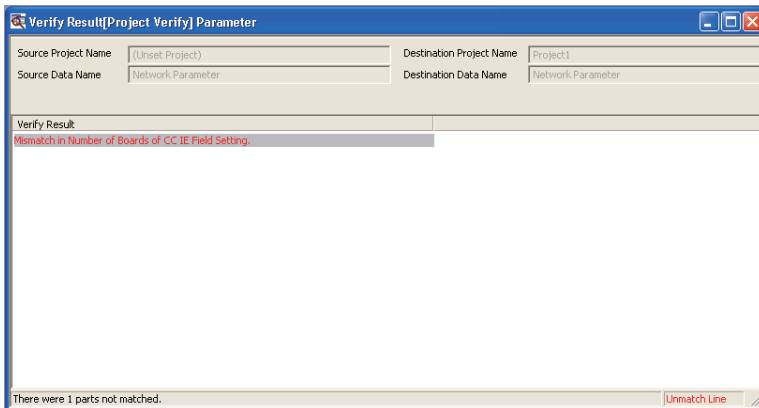 Verify Result[Project Verify] Parameter
Source Project Name (Unset Project) Destination Project Name Project1
Source Data Name Network Parameter Destination Data Name Network Parameter
Verify Result
Mismatch in Number of Boards of CC IE Field Setting.
There were 1 parts not matched. Unmatch Line